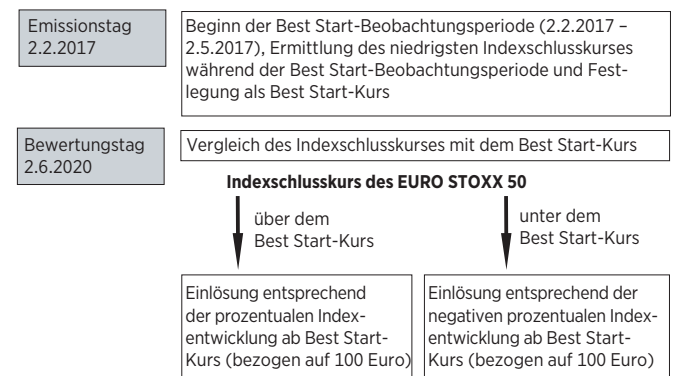 Emissionstag
2.2.2017
Beginn der Best Start-Beobachtungsperiode (2.2.2017 –
2.5.2017), Ermittlung des niedrigsten Indexschlusskurses
während der Best Start-Beobachtungsperiode und Fest-
legung als Best Start-Kurs
Bewertungstag
2.6.2020
Vergleich des Indexschlusskurses mit dem Best Start-Kurs
Indexschlusskurs des EURO STOXX 50
über dem
Best Start-Kurs
unter dem
Best Start-Kurs
Einlösung entsprechend
der prozentualen Index-
entwicklung ab Best Start-
Kurs (bezogen auf 100 Euro)
Einlösung entsprechend der
negativen prozentualen Index-
entwicklung ab Best Start-
Kurs (bezogen auf 100 Euro)